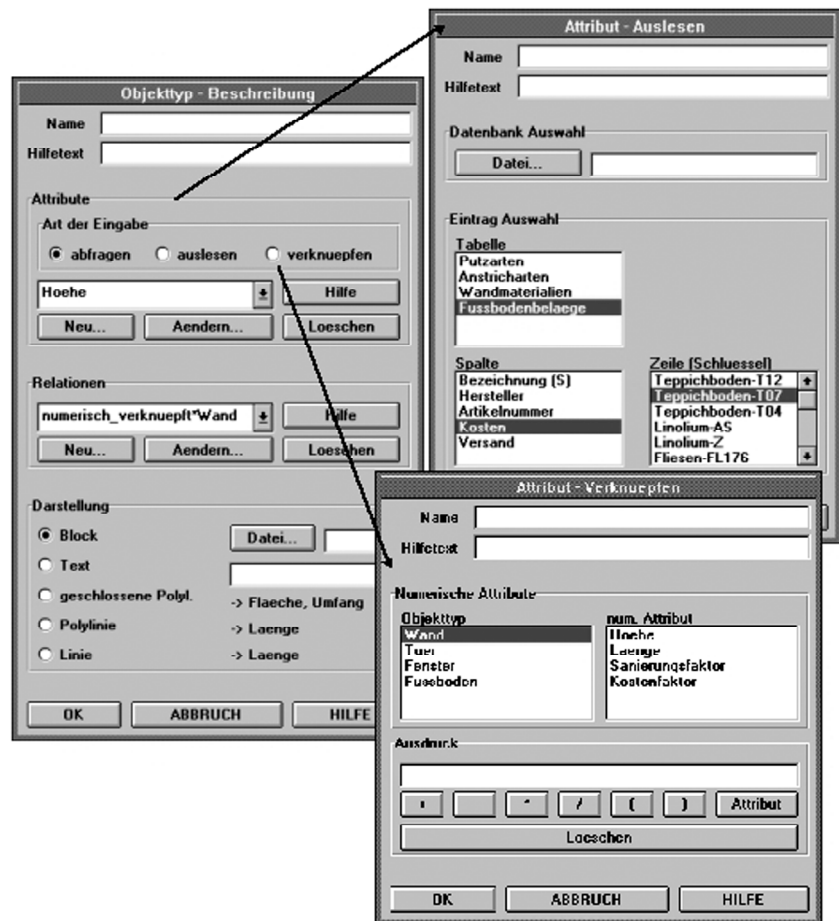 Objekttyp - Beschreibung
Name
Hilfetext
Attribute
Art der Eingabe
abfragen auslesen verknuepfen
Hoehe Hilfe
Neu... Aendern... Loeschen
Relationen
numerisch_verknuepft*Wand Hilfe
Neu... Aendern... Loeschen
Darstellung
Block Datei...
Text
geschlossene Polyl. -> Flaeche, Umfang
Polylinie -> Laenge
Linie -> Laenge
OK ABBRUCH HILFE
Attribut - Auslesen
Name
Hilfetext
Datenbank Auswahl
Datei...
Eintrag Auswahl
Tabelle
Putzarten
Anstricharten
Wandmaterialien
Fussbodenbelaege
Spalte
Bezeichnung (S)
Hersteller
Artikelnummer
Kosten
Versand
Zeile (Schluessel)
Teppichboden-T12
Teppichboden-T07
Teppichboden-T04
Linolium-AS
Linolium-Z
Fliesen-FL176
Attribut - Verknuepfen
Name
Hilfetext
Numerische Attribute
Objekttyp
Wand
Tuer
Fenster
Fussboden
num. Attribut
Hoehe
Laenge
Sanierungsfaktor
Kostenfaktor
Ausdruck
/ ( ) Attribut
Loeschen
OK ABBRUCH HILFE